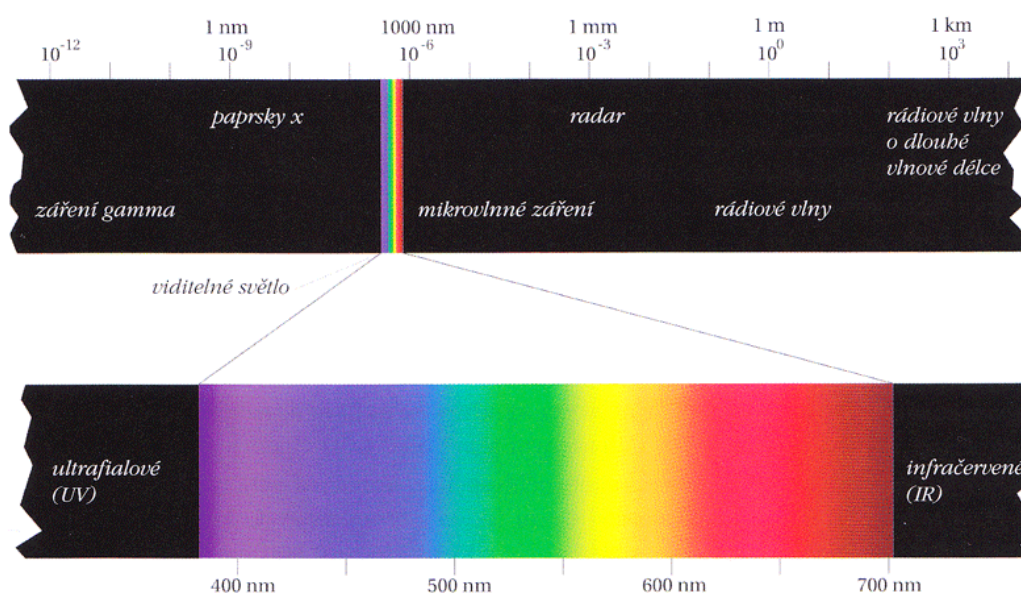 1 nm 1000 nm 1 mm 1 m 1 km
10-12 10-9 10-6 10-3 100 103
paprsky x radar rádiové vlny
o dlouhé
vlnové délce
záření gamma mikrovlnné záření rádiové vlny
viditelné světlo
ultrafialové
(UV)
infračervené
(IR)
400 nm 500 nm 600 nm 700 nm